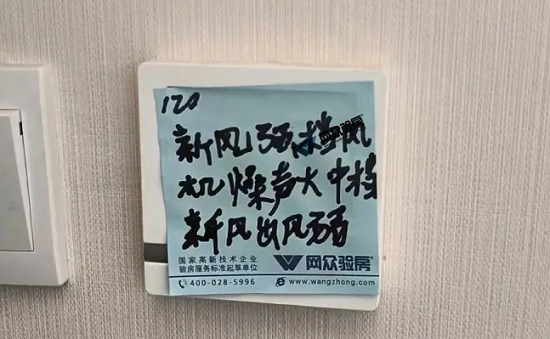 120
新风强档风
机燥声大中档
新风出风弱
国家高新技术企业
验房服务标准起草单位
网众验房
400-028-5996
www.wangzhong.com